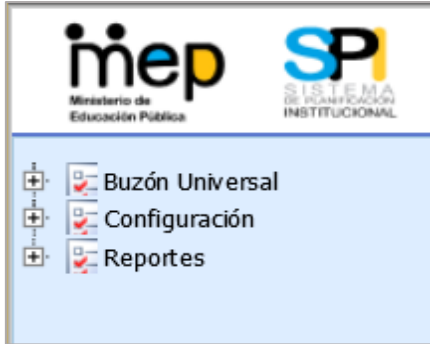 mep
Ministerio de
Educación Pública
SPI
SISTEMA
DE PLANIFICACIÓN
INSTITUCIONAL
Buzón Universal
Configuración
Reportes